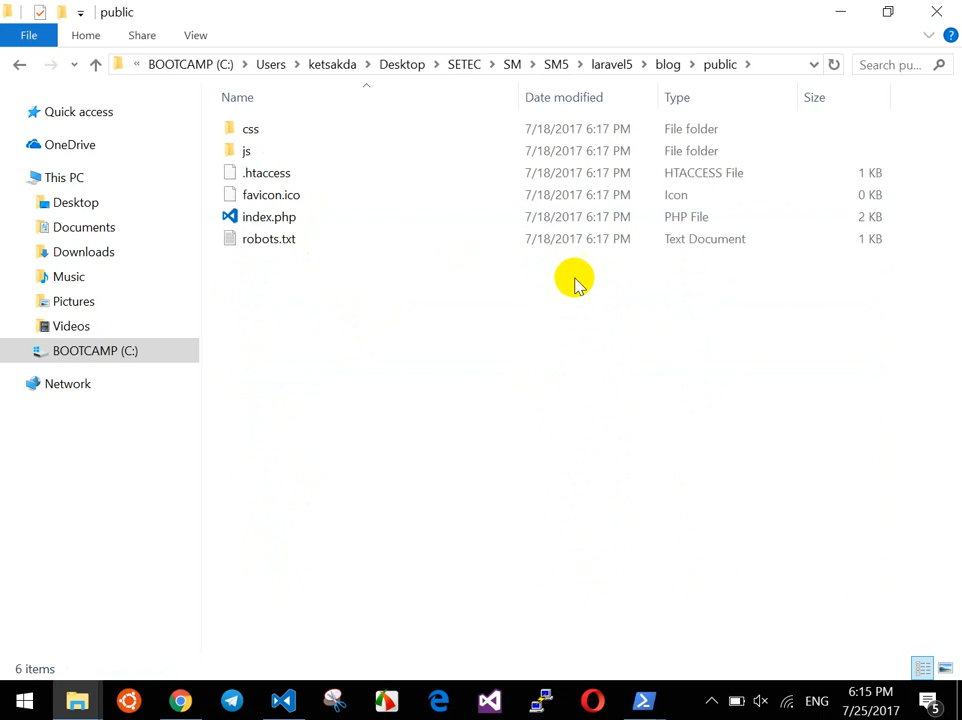 public
File Home Share View
« BOOTCAMP (C:) > Users > ketsakda > Desktop > SETEC > SM > SM5 > laravel5 > blog > public > Search pu...
Name Date modified Type Size
Quick access
OneDrive
This PC
Desktop
Documents
Downloads
Music
Pictures
Videos
BOOTCAMP (C:)
Network
css 7/18/2017 6:17 PM File folder
js 7/18/2017 6:17 PM File folder
.htaccess 7/18/2017 6:17 PM HTACCESS File 1 KB
favicon.ico 7/18/2017 6:17 PM Icon 0 KB
index.php 7/18/2017 6:17 PM PHP File 2 KB
robots.txt 7/18/2017 6:17 PM Text Document 1 KB
6 items
ENG
6:15 PM
7/25/2017
5